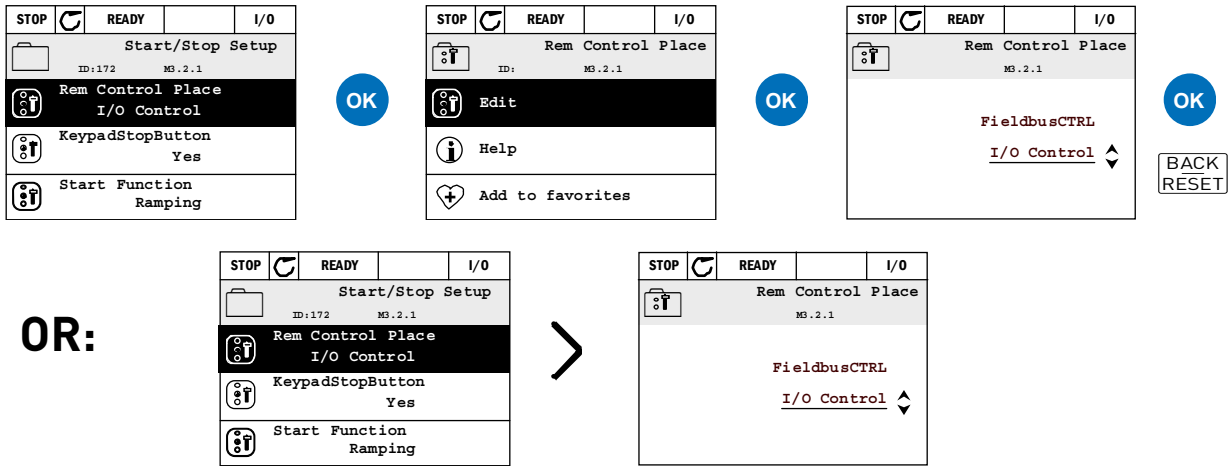 STOP READY I/O
Start/Stop Setup
ID:172 M3.2.1
Rem Control Place
I/O Control
KeypadStopButton
Yes
Start Function
Ramping
OK
STOP READY I/O
Rem Control Place
ID: M3.2.1
Edit
Help
Add to favorites
OK
STOP READY I/O
Rem Control Place
M3.2.1
FieldbusCTRL
I/O Control
OK
BACK
RESET
OR:
STOP READY I/O
Start/Stop Setup
ID:172 M3.2.1
Rem Control Place
I/O Control
KeypadStopButton
Yes
Start Function
Ramping
STOP READY I/O
Rem Control Place
M3.2.1
FieldbusCTRL
I/O Control